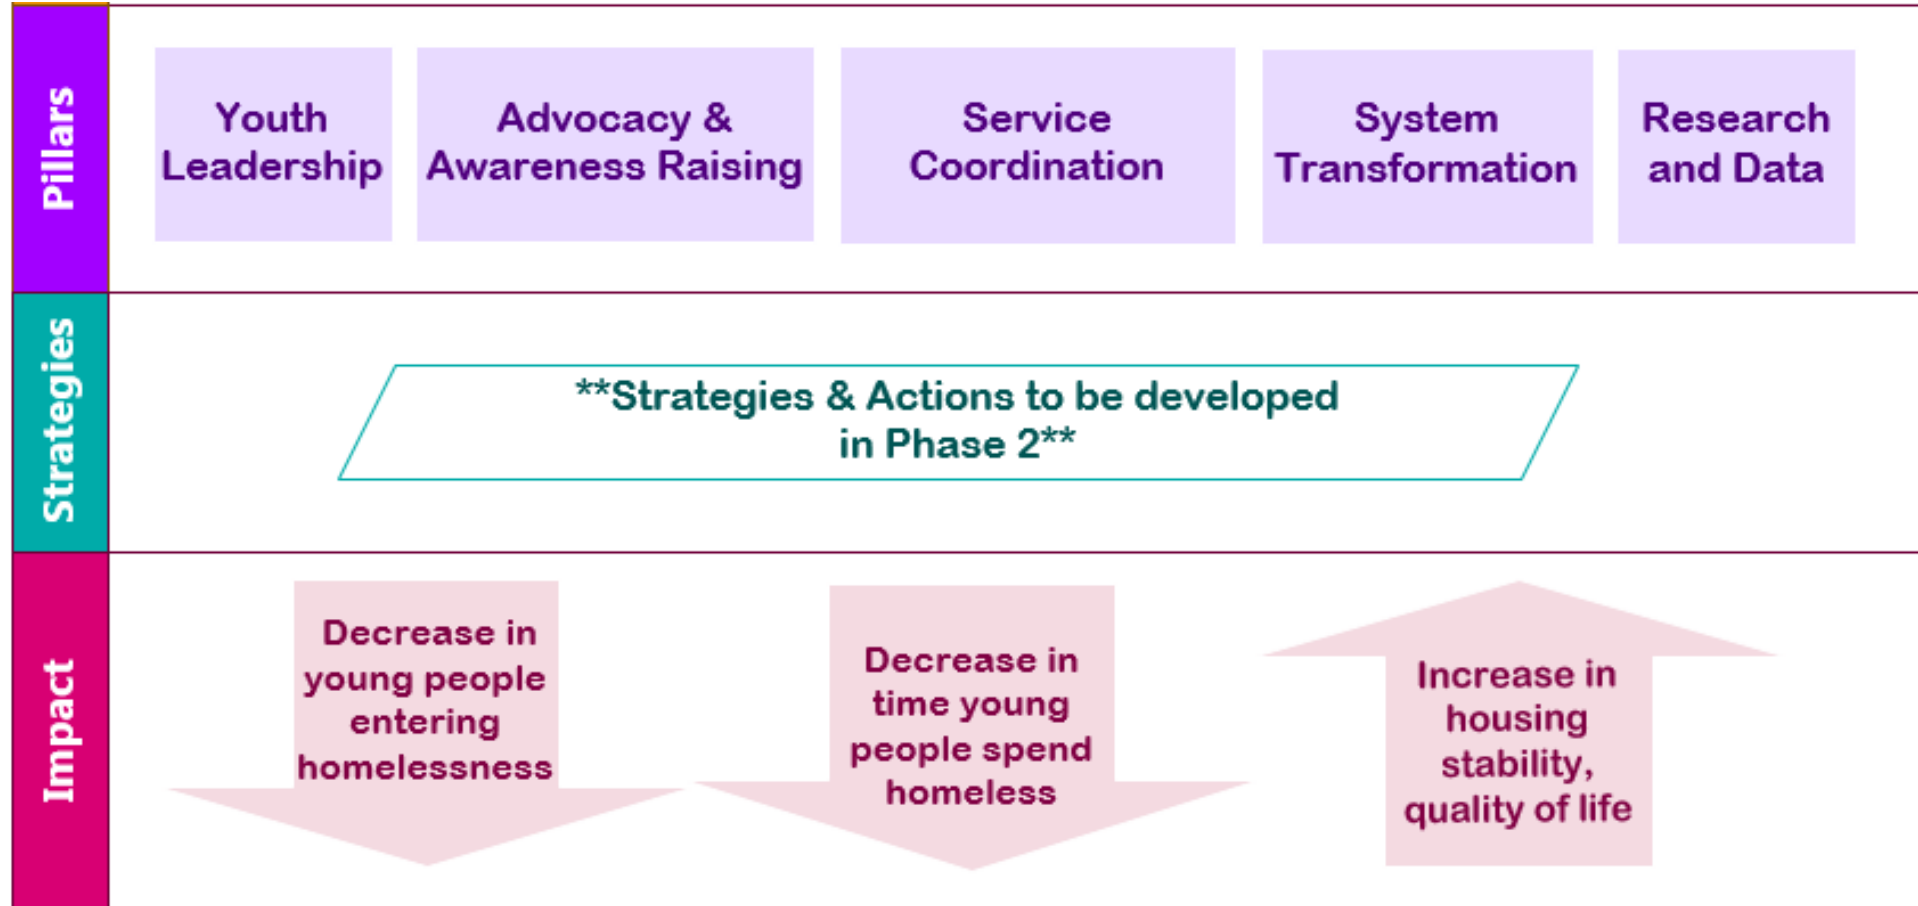 Pillars
Youth
Leadership
Advocacy &
Awareness Raising
Service
Coordination
System
Transformation
Research
and Data
Strategies
**Strategies & Actions to be developed
in Phase 2**
Impact
Decrease in
young people
entering
homelessness
Decrease in
time young
people spend
homeless
Increase in
housing
stability,
quality of life